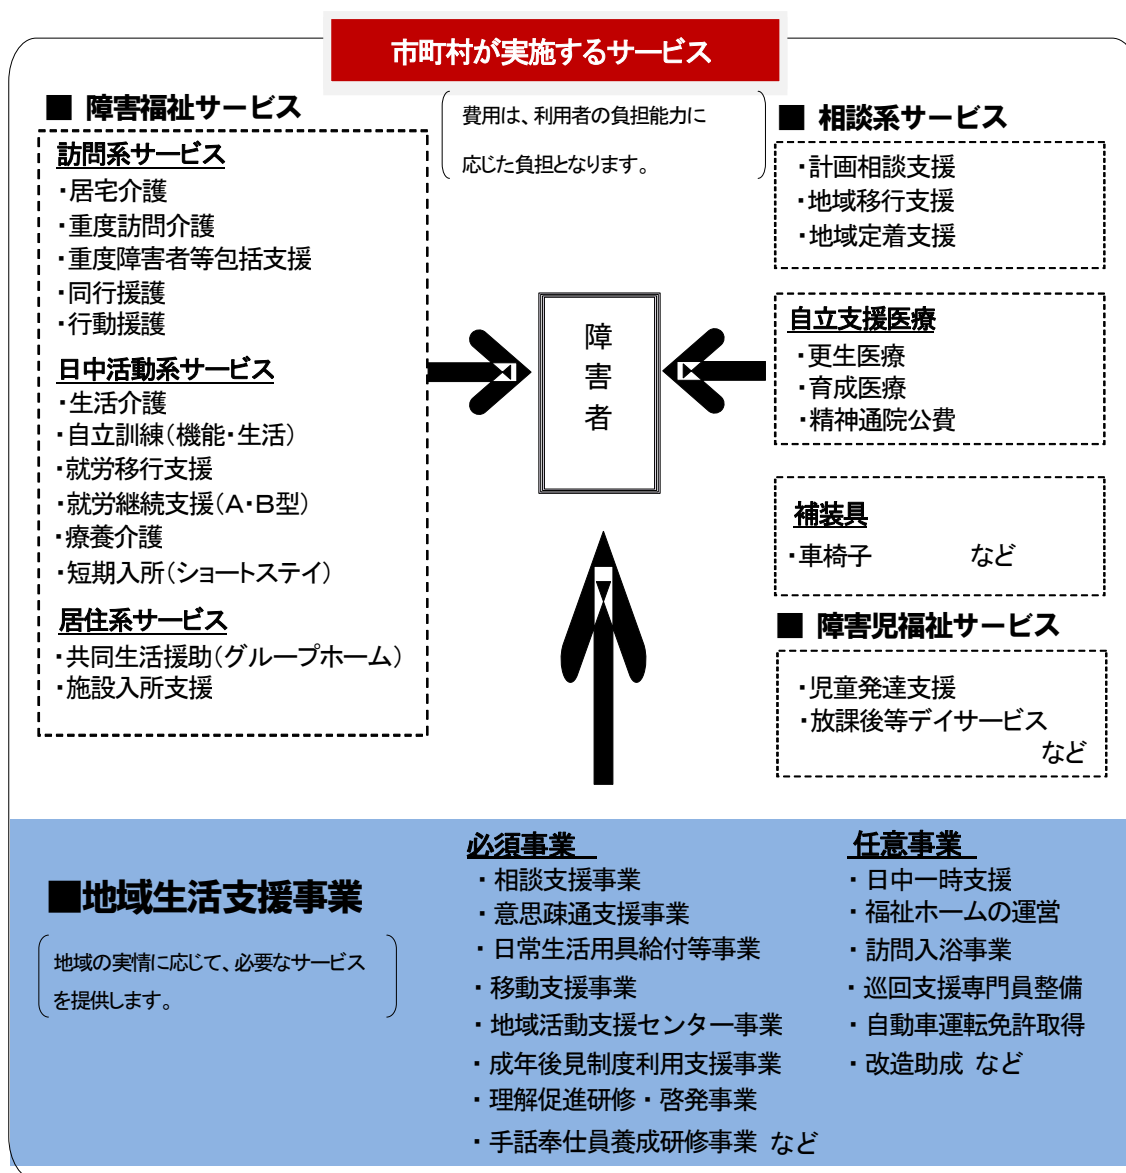 市町村が実施するサービス
■ 障害福祉サービス
訪問系サービス
・居宅介護
・重度訪問介護
・重度障害者等包括支援
・同行援護
・行動援護
日中活動系サービス
・生活介護
・自立訓練(機能・生活)
・就労移行支援
・就労継続支援(A・B型)
・療養介護
・短期入所(ショートステイ)
居住系サービス
・共同生活援助(グループホーム)
・施設入所支援
費用は、利用者の負担能力に
応じた負担となります。
障害者
■ 相談系サービス
・計画相談支援
・地域移行支援
・地域定着支援
自立支援医療
・更生医療
・育成医療
・精神通院公費
補装具
・車椅子 など
■ 障害児福祉サービス
・児童発達支援
・放課後等デイサービス
など
■地域生活支援事業
地域の実情に応じて、必要なサービス
を提供します。
必須事業
・相談支援事業
・意思疎通支援事業
・日常生活用具給付等事業
・移動支援事業
・地域活動支援センター事業
・成年後見制度利用支援事業
・理解促進研修・啓発事業
・手話奉仕員養成研修事業 など
任意事業
・日中一時支援
・福祉ホームの運営
・訪問入浴事業
・巡回支援専門員整備
・自動車運転免許取得
・改造助成 など